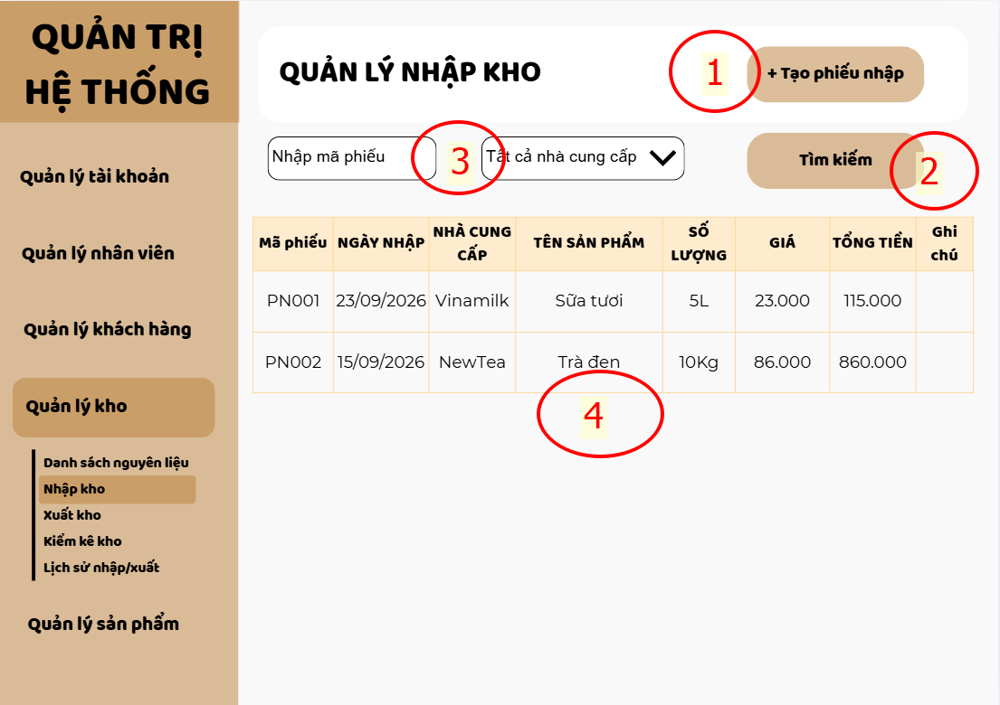 QUẢN TRỊ
HỆ THỐNG
Quản lý tài khoản
Quản lý nhân viên
Quản lý khách hàng
Quản lý kho
Danh sách nguyên liệu
Nhập kho
Xuất kho
Kiểm kê kho
Lịch sử nhập/xuất
Quản lý sản phẩm
QUẢN LÝ NHẬP KHO
1
+ Tạo phiếu nhập
Nhập mã phiếu
3
Tất cả nhà cung cấp
Tìm kiếm
2
Mã phiếu NGÀY NHẬP NHÀ CUNG CẤP TÊN SẢN PHẨM SỐ LƯỢNG GIÁ TỔNG TIỀN Ghi chú
PN001 23/09/2026 Vinamilk Sữa tươi 5L 23.000 115.000
PN002 15/09/2026 NewTea Trà đen 10Kg 86.000 860.000
4